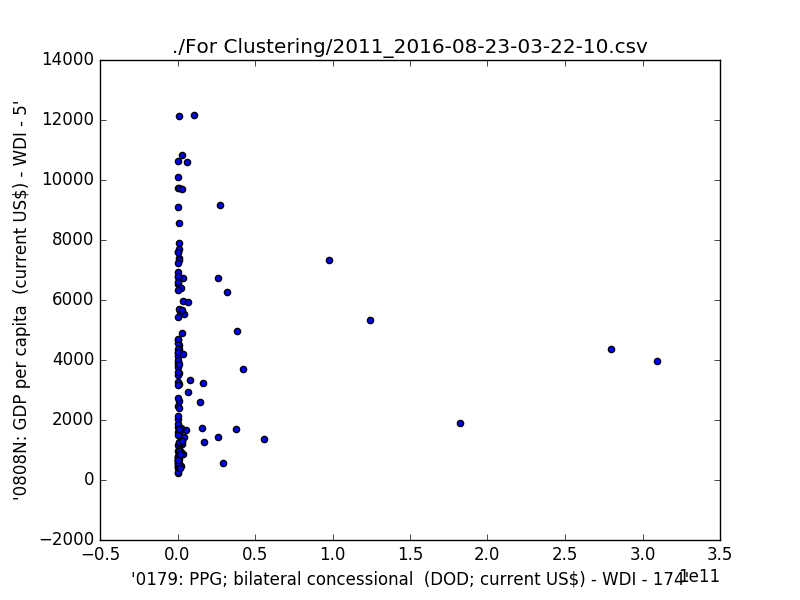 ./For Clustering/2011_2016-08-23-03-22-10.csv
14000
12000
10000
8000
6000
4000
2000
0
−2000
'0808N: GDP per capita  (current US$) - WDI - 5'
−0.5 0.0 0.5 1.0 1.5 2.0 2.5 3.0 3.5
1e11
'0179: PPG; bilateral concessional  (DOD; current US$) - WDI - 174'